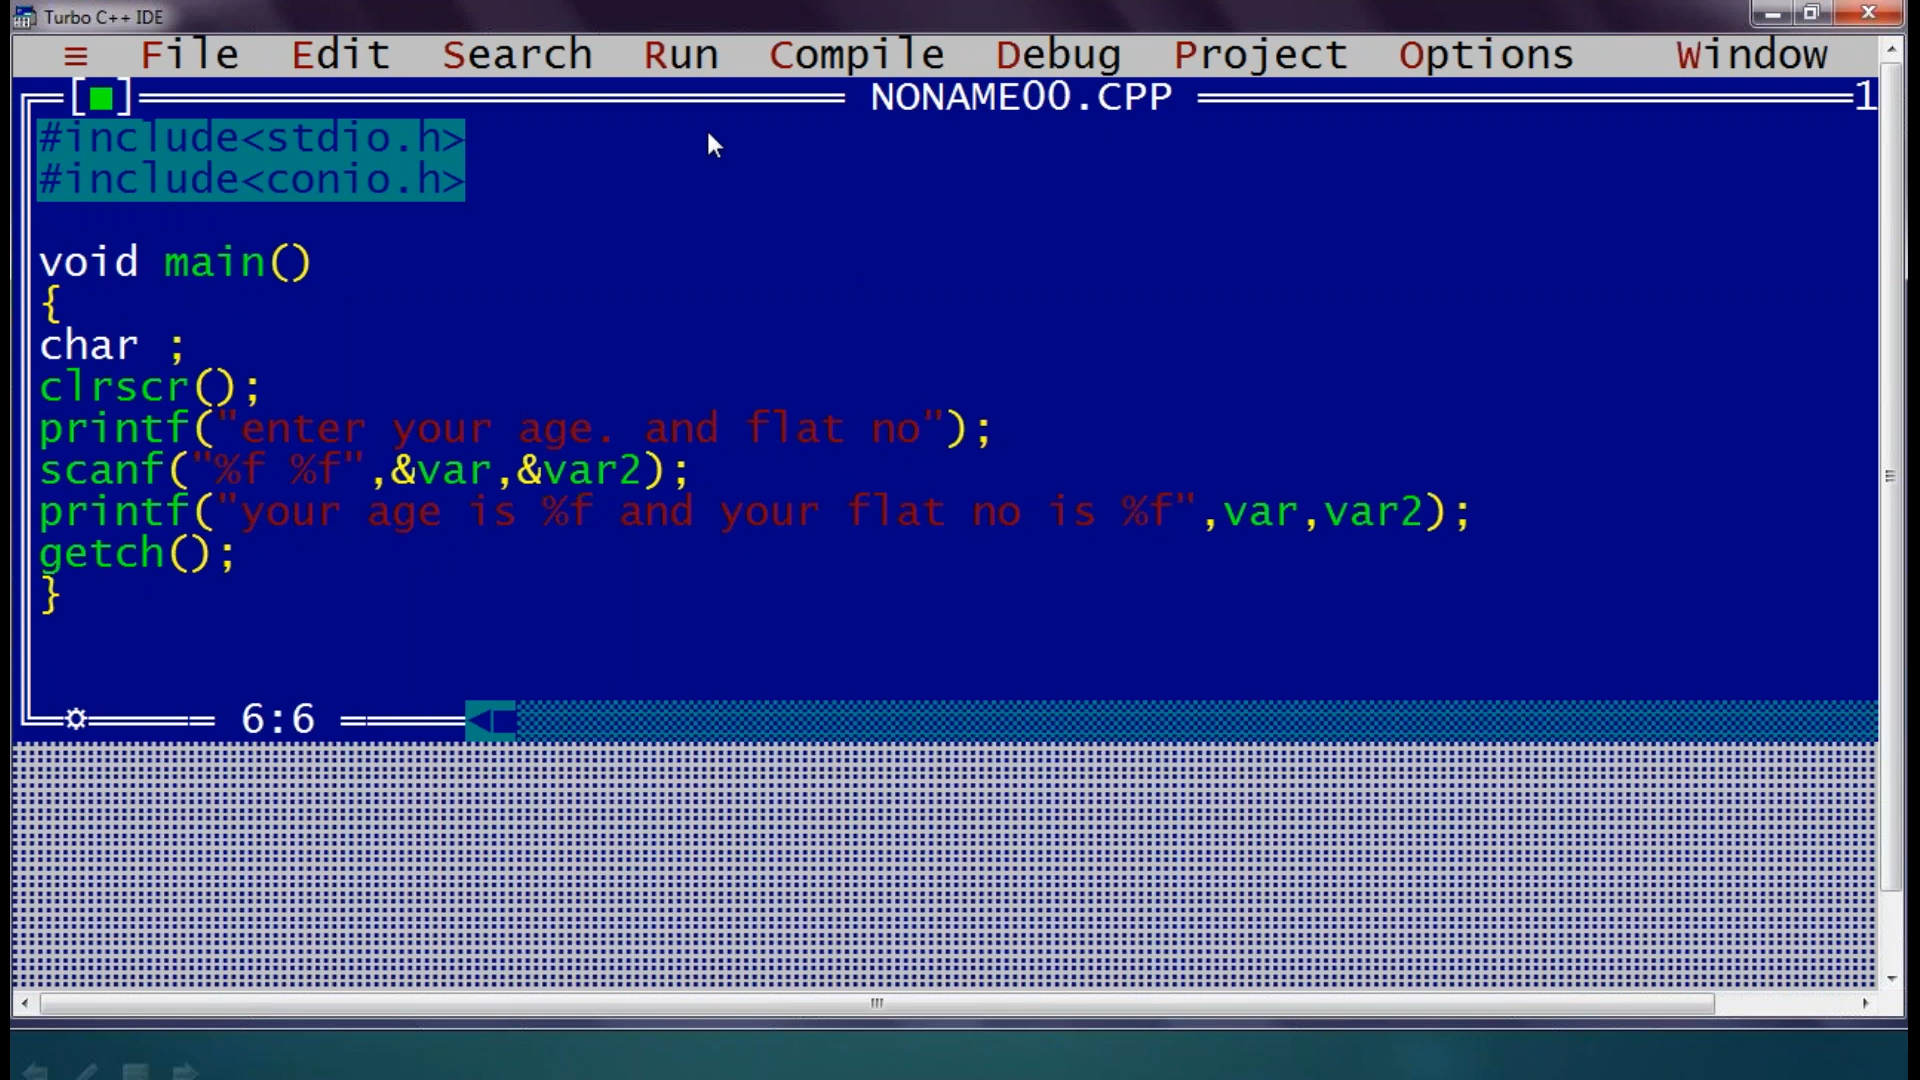 Turbo C++ IDE
≡ File Edit Search Run Compile Debug Project Options Window
[■] NONAME00.CPP 1
#include<stdio.h>
#include<conio.h>
void main()
{
char ;
clrscr();
printf("enter your age. and flat no");
scanf("%f %f",&var,&var2);
printf("your age is %f and your flat no is %f",var,var2);
getch();
}
6:6